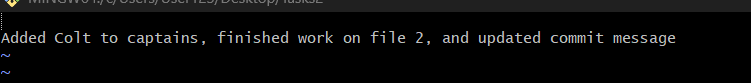 Added Colt to captains, finished work on file 2, and updated commit message
~
~